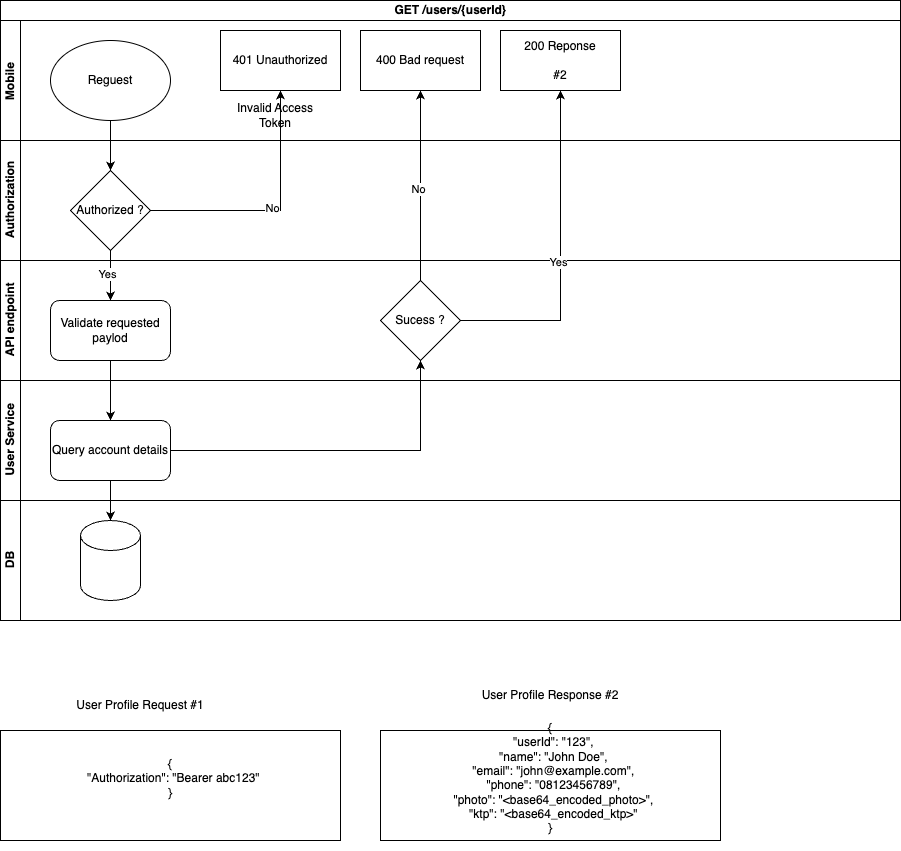 GET /users/{userId}
Mobile
Reguest
401 Unauthorized
400 Bad request
200 Reponse
#2
Invalid Access
Token
Authorization
Authorized ?
No
No
Yes
Yes
API endpoint
Validate requested
paylod
Sucess ?
User Service
Query account details
DB
User Profile Request #1
{
"Authorization": "Bearer abc123"
}
User Profile Response #2
{
"userId": "123",
"name": "John Doe",
"email": "john@example.com",
"phone": "08123456789",
"photo": "<base64_encoded_photo>",
"ktp": "<base64_encoded_ktp>"
}